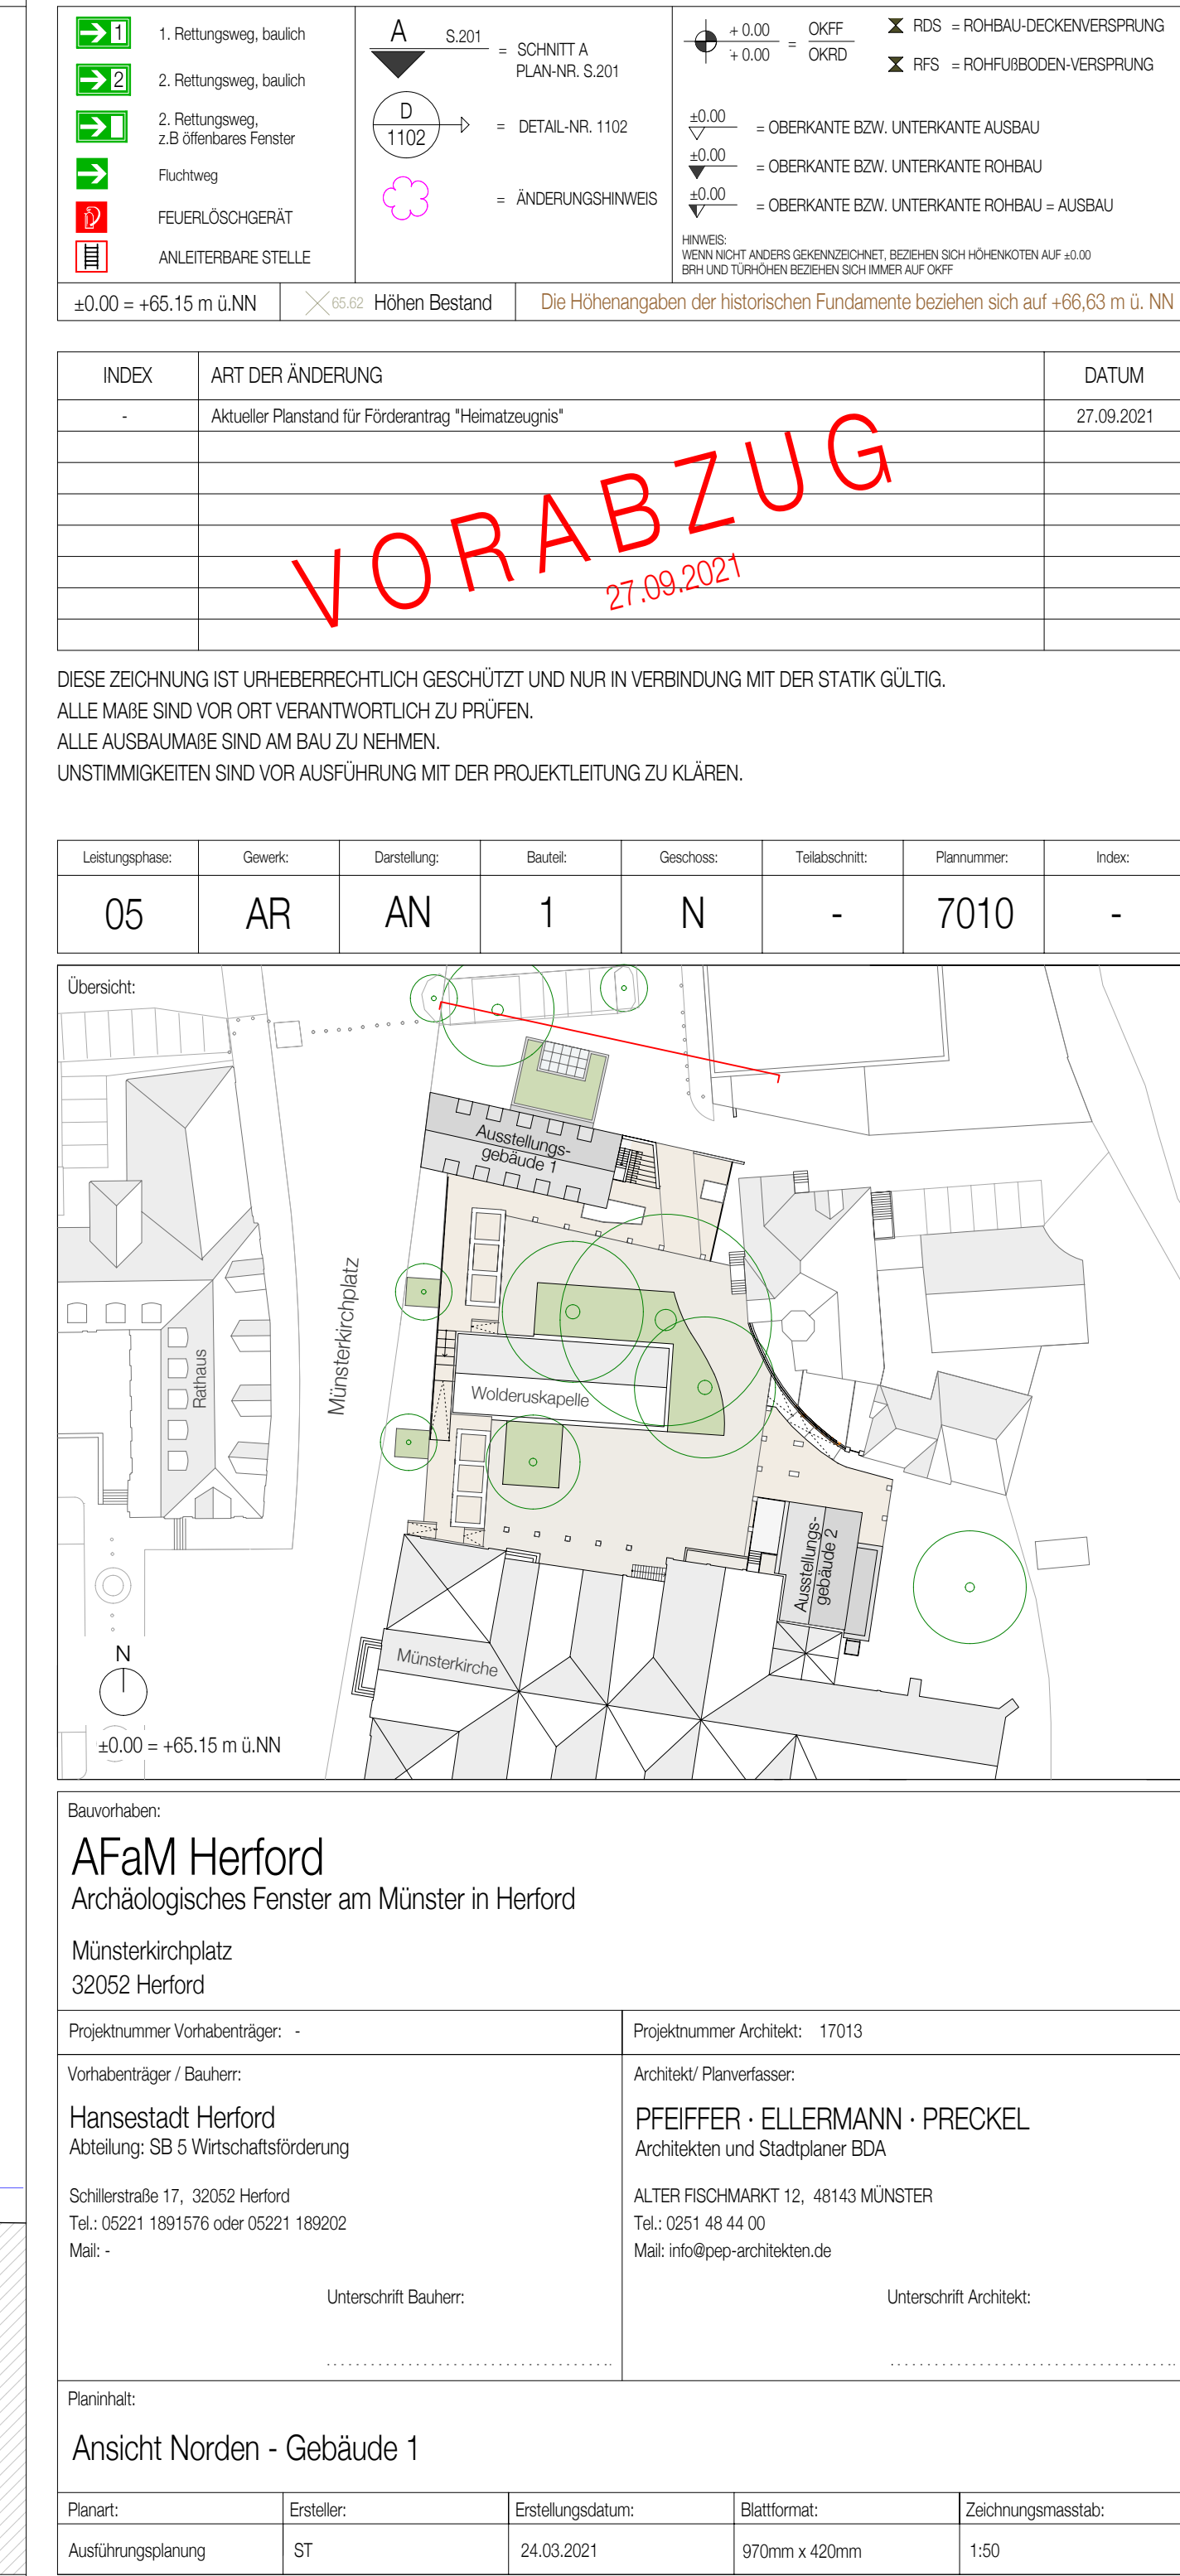 1 1. Rettungsweg, baulich
2 2. Rettungsweg, baulich
2. Rettungsweg,
z.B öffenbares Fenster
Fluchtweg
FEUERLÖSCHGERÄT
ANLEITERBARE STELLE
A S.201 = SCHNITT A
PLAN-NR. S.201
D
1102 = DETAIL-NR. 1102
= ÄNDERUNGSHINWEIS
+ 0.00 = OKFF
+ 0.00 OKRD
RDS = ROHBAU-DECKENVERSPRUNG
RFS = ROHFUßBODEN-VERSPRUNG
±0.00 = OBERKANTE BZW. UNTERKANTE AUSBAU
±0.00 = OBERKANTE BZW. UNTERKANTE ROHBAU
±0.00 = OBERKANTE BZW. UNTERKANTE ROHBAU = AUSBAU
HINWEIS:
WENN NICHT ANDERS GEKENNZEICHNET, BEZIEHEN SICH HÖHENKOTEN AUF ±0.00
BRH UND TÜRHÖHEN BEZIEHEN SICH IMMER AUF OKFF
±0.00 = +65.15 m ü.NN
65.62 Höhen Bestand
Die Höhenangaben der historischen Fundamente beziehen sich auf +66,63 m ü. NN
INDEX ART DER ÄNDERUNG DATUM
- Aktueller Planstand für Förderantrag "Heimatzeugnis" 27.09.2021
VORABZUG
27.09.2021
DIESE ZEICHNUNG IST URHEBERRECHTLICH GESCHÜTZT UND NUR IN VERBINDUNG MIT DER STATIK GÜLTIG.
ALLE MAßE SIND VOR ORT VERANTWORTLICH ZU PRÜFEN.
ALLE AUSBAUMAßE SIND AM BAU ZU NEHMEN.
UNSTIMMIGKEITEN SIND VOR AUSFÜHRUNG MIT DER PROJEKTLEITUNG ZU KLÄREN.
Leistungsphase: Gewerk: Darstellung: Bauteil: Geschoss: Teilabschnitt: Plannummer: Index:
05 AR AN 1 N - 7010 -
Übersicht:
Ausstellungs-
gebäude 1
Münsterkirchplatz
Rathaus
Wolderuskapelle
Ausstellungs-
gebäude 2
Münsterkirche
N
±0.00 = +65.15 m ü.NN
Bauvorhaben:
AFaM Herford
Archäologisches Fenster am Münster in Herford
Münsterkirchplatz
32052 Herford
Projektnummer Vorhabenträger: -
Projektnummer Architekt: 17013
Vorhabenträger / Bauherr:
Hansestadt Herford
Abteilung: SB 5 Wirtschaftsförderung
Schillerstraße 17, 32052 Herford
Tel.: 05221 1891576 oder 05221 189202
Mail: -
Unterschrift Bauherr:
Architekt/ Planverfasser:
PFEIFFER · ELLERMANN · PRECKEL
Architekten und Stadtplaner BDA
ALTER FISCHMARKT 12, 48143 MÜNSTER
Tel.: 0251 48 44 00
Mail: info@pep-architekten.de
Unterschrift Architekt:
Planinhalt:
Ansicht Norden - Gebäude 1
Planart: Ersteller: Erstellungsdatum: Blattformat: Zeichnungsmasstab:
Ausführungsplanung ST 24.03.2021 970mm x 420mm 1:50